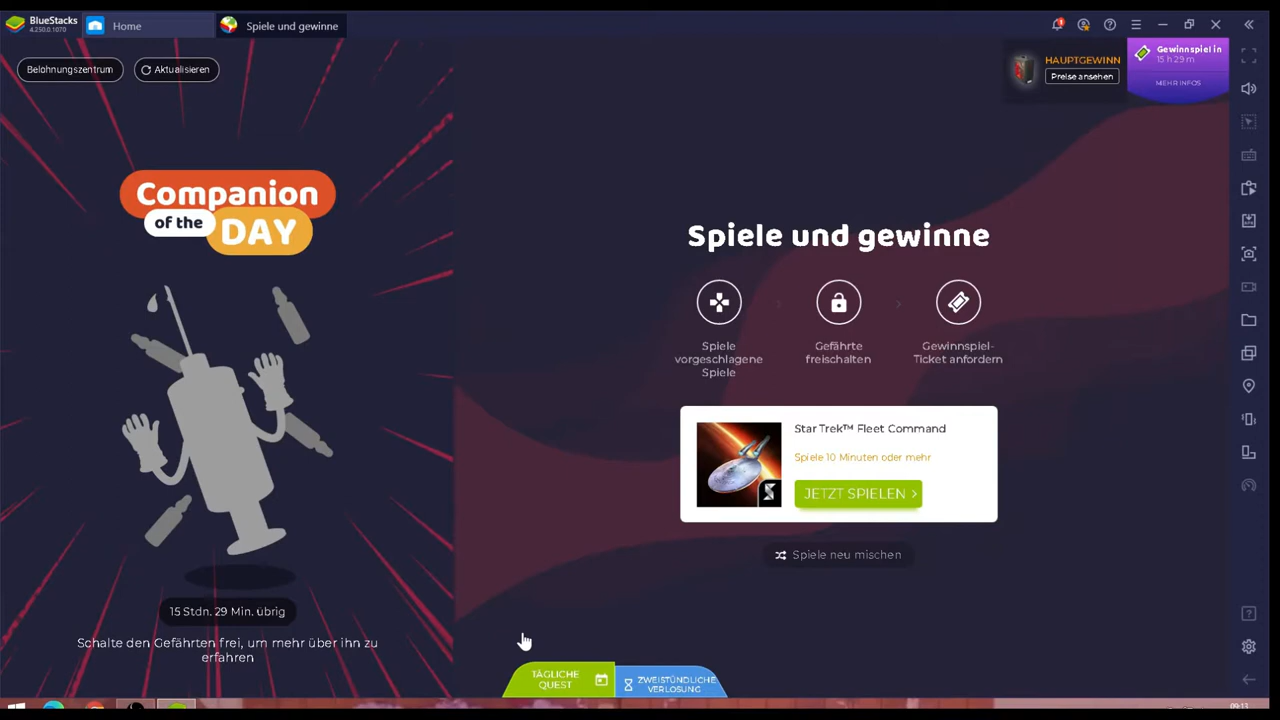 BlueStacks
4.250.0.1070
Home
Spiele und gewinne
Belohnungszentrum
Aktualisieren
HAUPTGEWINN
Preise ansehen
Gewinnspiel in
15 h 29 m
MEHR INFOS
Companion
of the
DAY
15 Stdn. 29 Min. übrig
Schalte den Gefährten frei, um mehr über ihn zu
erfahren
Spiele und gewinne
Spiele
vorgeschlagene
Spiele
Gefährte
freischalten
Gewinnspiel-
Ticket anfordern
Star Trek™ Fleet Command
Spiele 10 Minuten oder mehr
JETZT SPIELEN
Spiele neu mischen
TÄGLICHE
QUEST
ZWEISTÜNDLICHE
VERLOSUNG
09:13